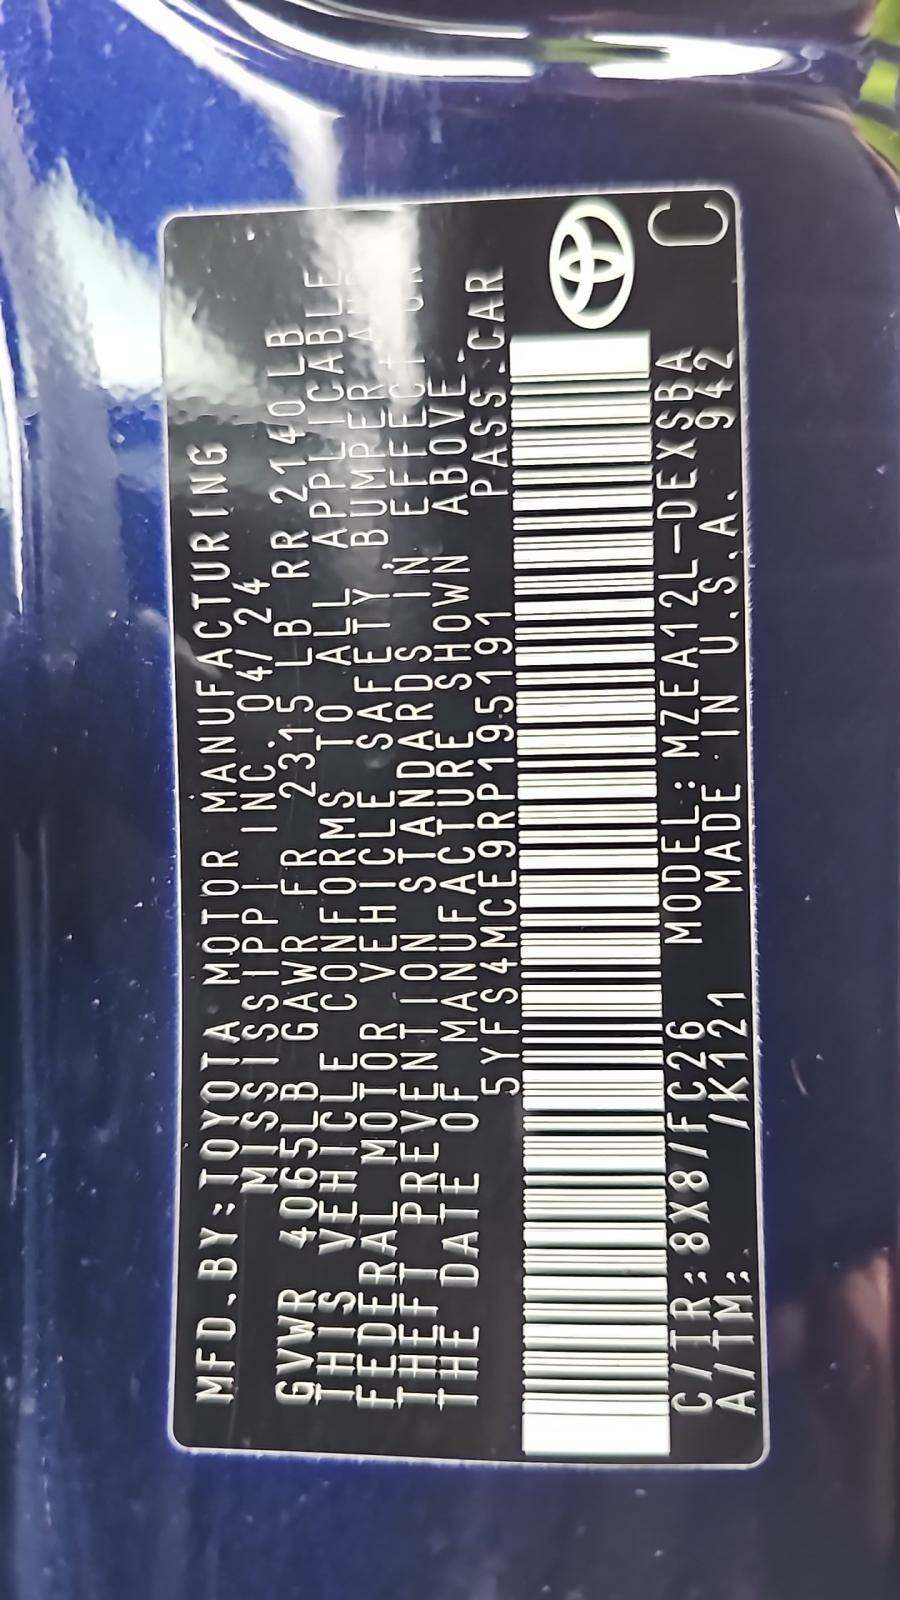 MFD.BY:TOYOTA MOTOR MANUFACTURING
MISSISSIPPI INC. 04/24
GVWR 4065LB GAWR FR 2315LB RR 2140LB
THIS VEHICLE CONFORMS TO ALL APPLICABLE
FEDERAL MOTOR VEHICLE SAFETY, BUMPER AND
THEFT PREVENTION STANDARDS IN EFFECT ON
THE DATE OF MANUFACTURE SHOWN ABOVE.
5YFS4MCE9RP195191 PASS.CAR
C/TR: 8X8/FC26 MODEL: MZEA12L-DEXSBA
A/TM: /K121 MADE IN U.S.A. 942
C